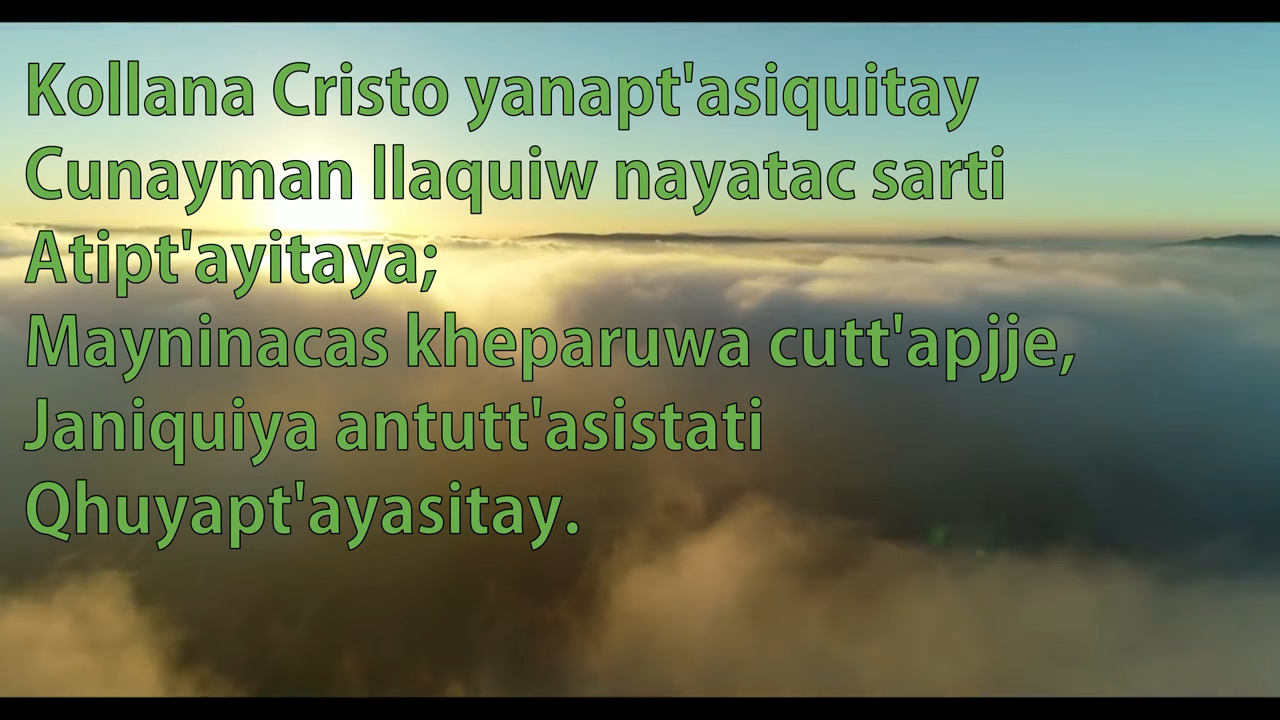 Kollana Cristo yanapt'asiquitay
Cunayman llaquiw nayatac sarti
Atipt'ayitaya;
Mayninacas kheparuwa cutt'apjje,
Janiquiya antutt'asistati
Qhuyapt'ayasitay.